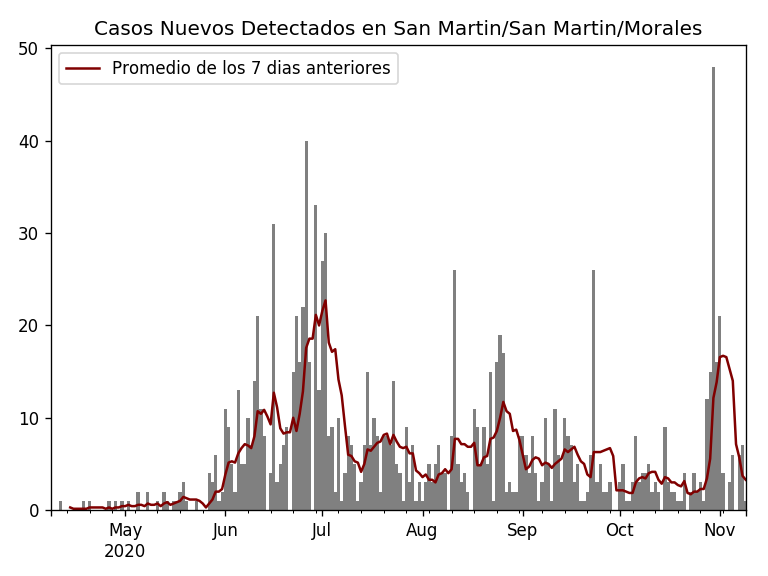 Casos Nuevos Detectados en San Martin/San Martin/Morales
Promedio de los 7 dias anteriores
50
40
30
20
10
0
May Jun Jul Aug Sep Oct Nov
2020